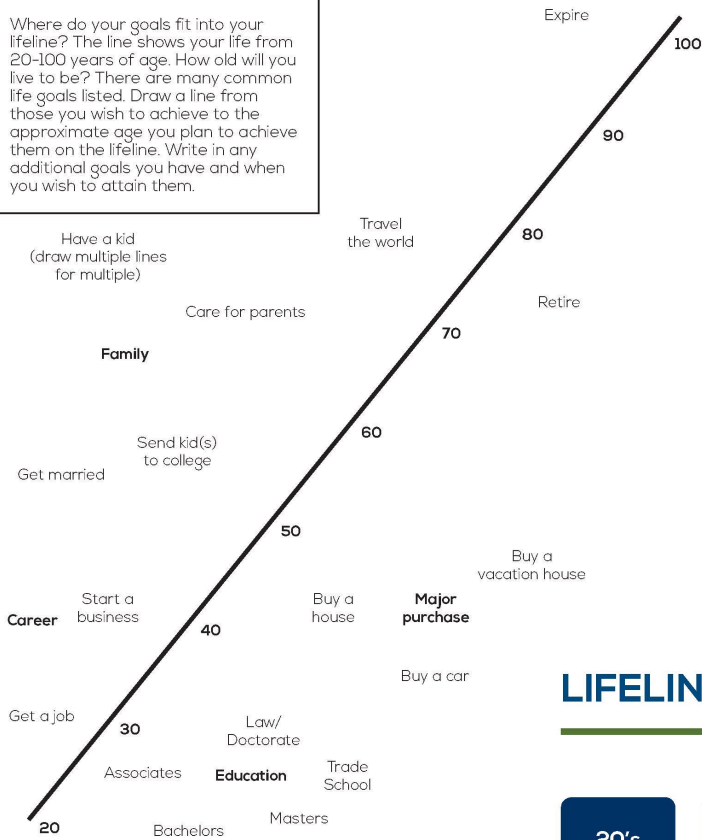 Where do your goals fit into your
lifeline? The line shows your life from
20-100 years of age. How old will you
live to be? There are many common
life goals listed. Draw a line from
those you wish to achieve to the
approximate age you plan to achieve
them on the lifeline. Write in any
additional goals you have and when
you wish to attain them.
Expire
100
90
Travel
the world
80
Have a kid
(draw multiple lines
for multiple)
Retire
Care for parents
70
Family
60
Send kid(s)
to college
Get married
50
Buy a
vacation house
Start a
business
Career
Buy a
house
Major
purchase
40
Buy a car
LIFELIN
Get a job
30
Law/
Doctorate
Associates
Education
Trade
School
Masters
20
Bachelors
20's